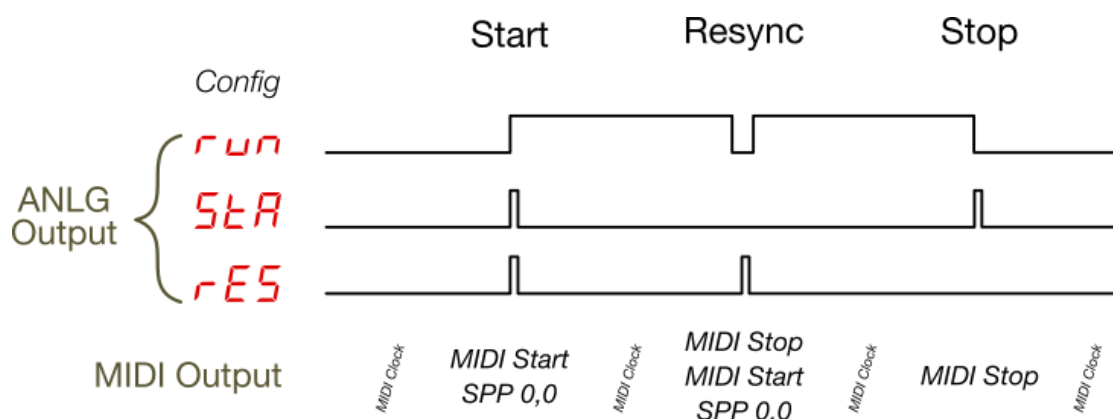 Start
Resync
Stop
Config
run
StA
rES
ANLG
Output
MIDI Output
MIDI Clock
MIDI Start
SPP 0,0
MIDI Clock
MIDI Stop
MIDI Start
SPP 0,0
MIDI Clock
MIDI Stop
MIDI Clock